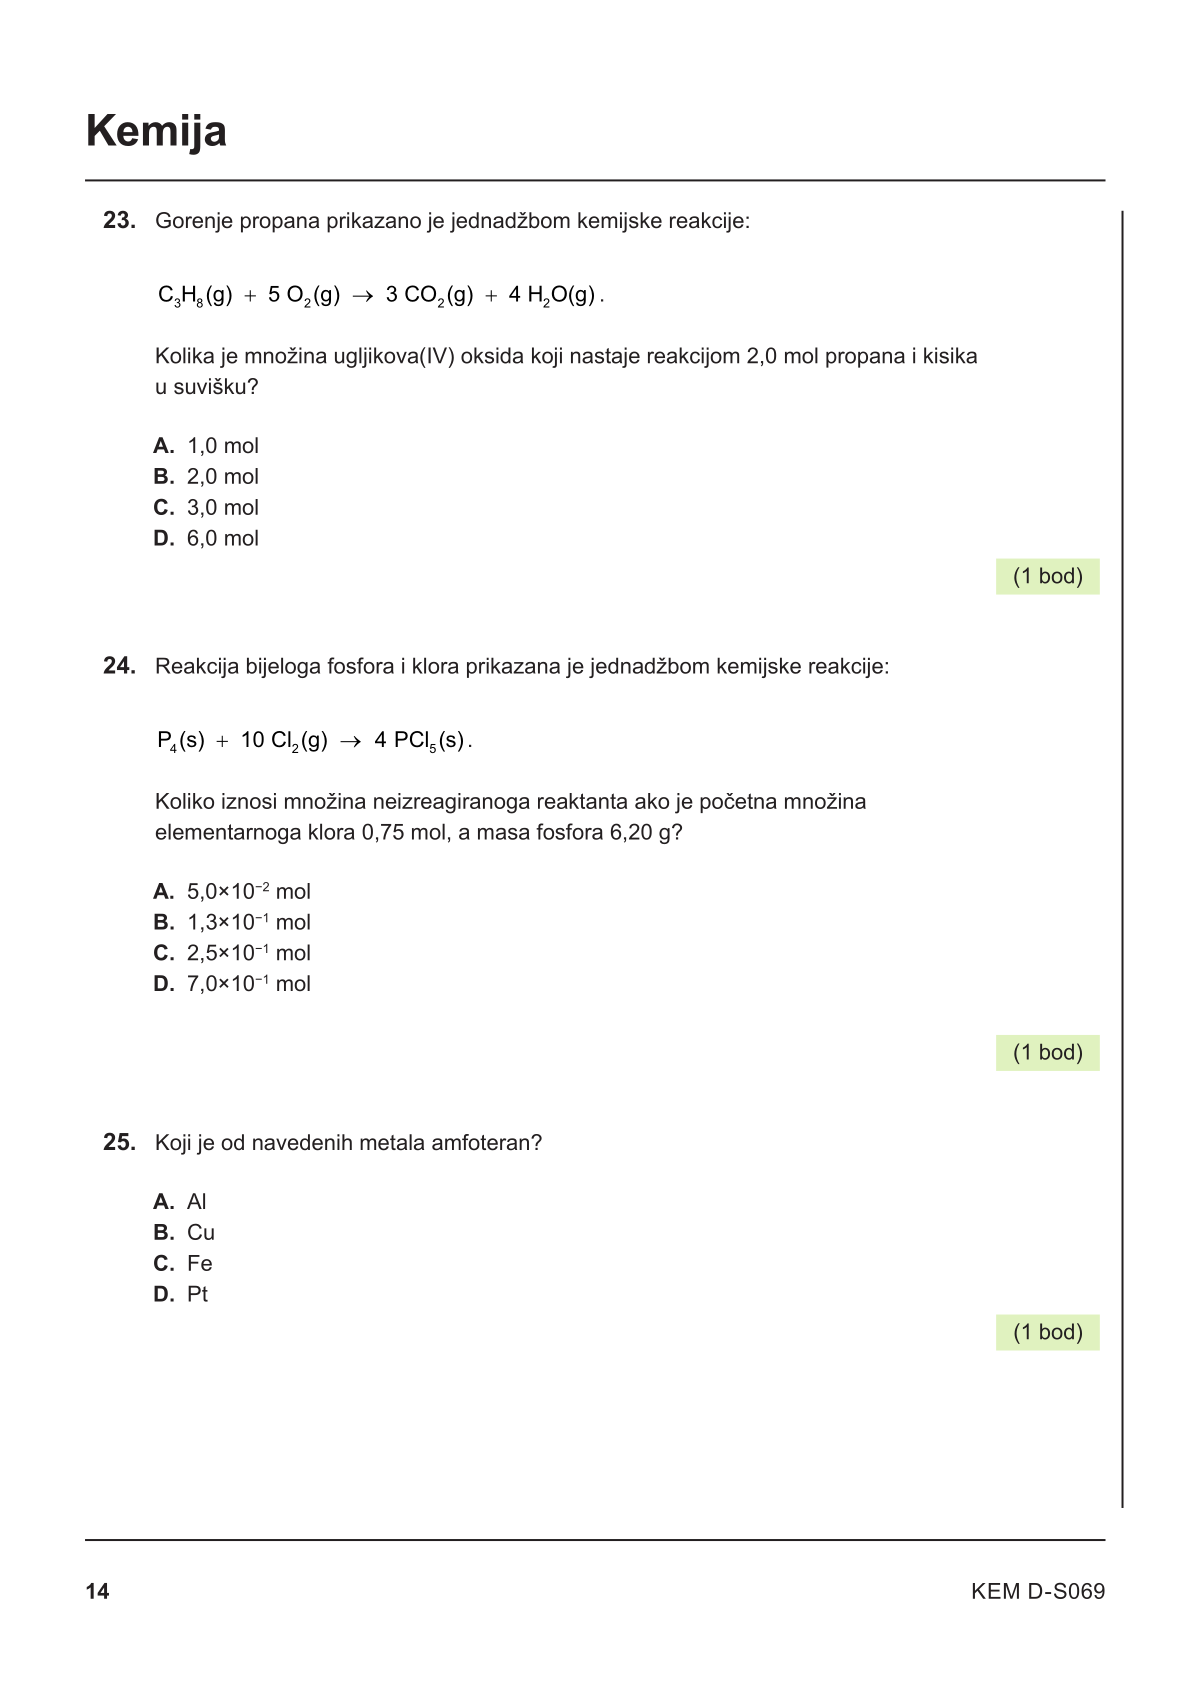 Kemija
23. Gorenje propana prikazano je jednadžbom kemijske reakcije:
C₃H₈(g) + 5 O₂(g) → 3 CO₂(g) + 4 H₂O(g) .
Kolika je množina ugljikova(IV) oksida koji nastaje reakcijom 2,0 mol propana i kisika
u suvišku?
A. 1,0 mol
B. 2,0 mol
C. 3,0 mol
D. 6,0 mol
(1 bod)
24. Reakcija bijeloga fosfora i klora prikazana je jednadžbom kemijske reakcije:
P₄(s) + 10 Cl₂(g) → 4 PCl₅(s) .
Koliko iznosi množina neizreagiranoga reaktanta ako je početna množina
elementarnoga klora 0,75 mol, a masa fosfora 6,20 g?
A. 5,0×10⁻² mol
B. 1,3×10⁻¹ mol
C. 2,5×10⁻¹ mol
D. 7,0×10⁻¹ mol
(1 bod)
25. Koji je od navedenih metala amfoteran?
A. Al
B. Cu
C. Fe
D. Pt
(1 bod)
14 KEM D-S069